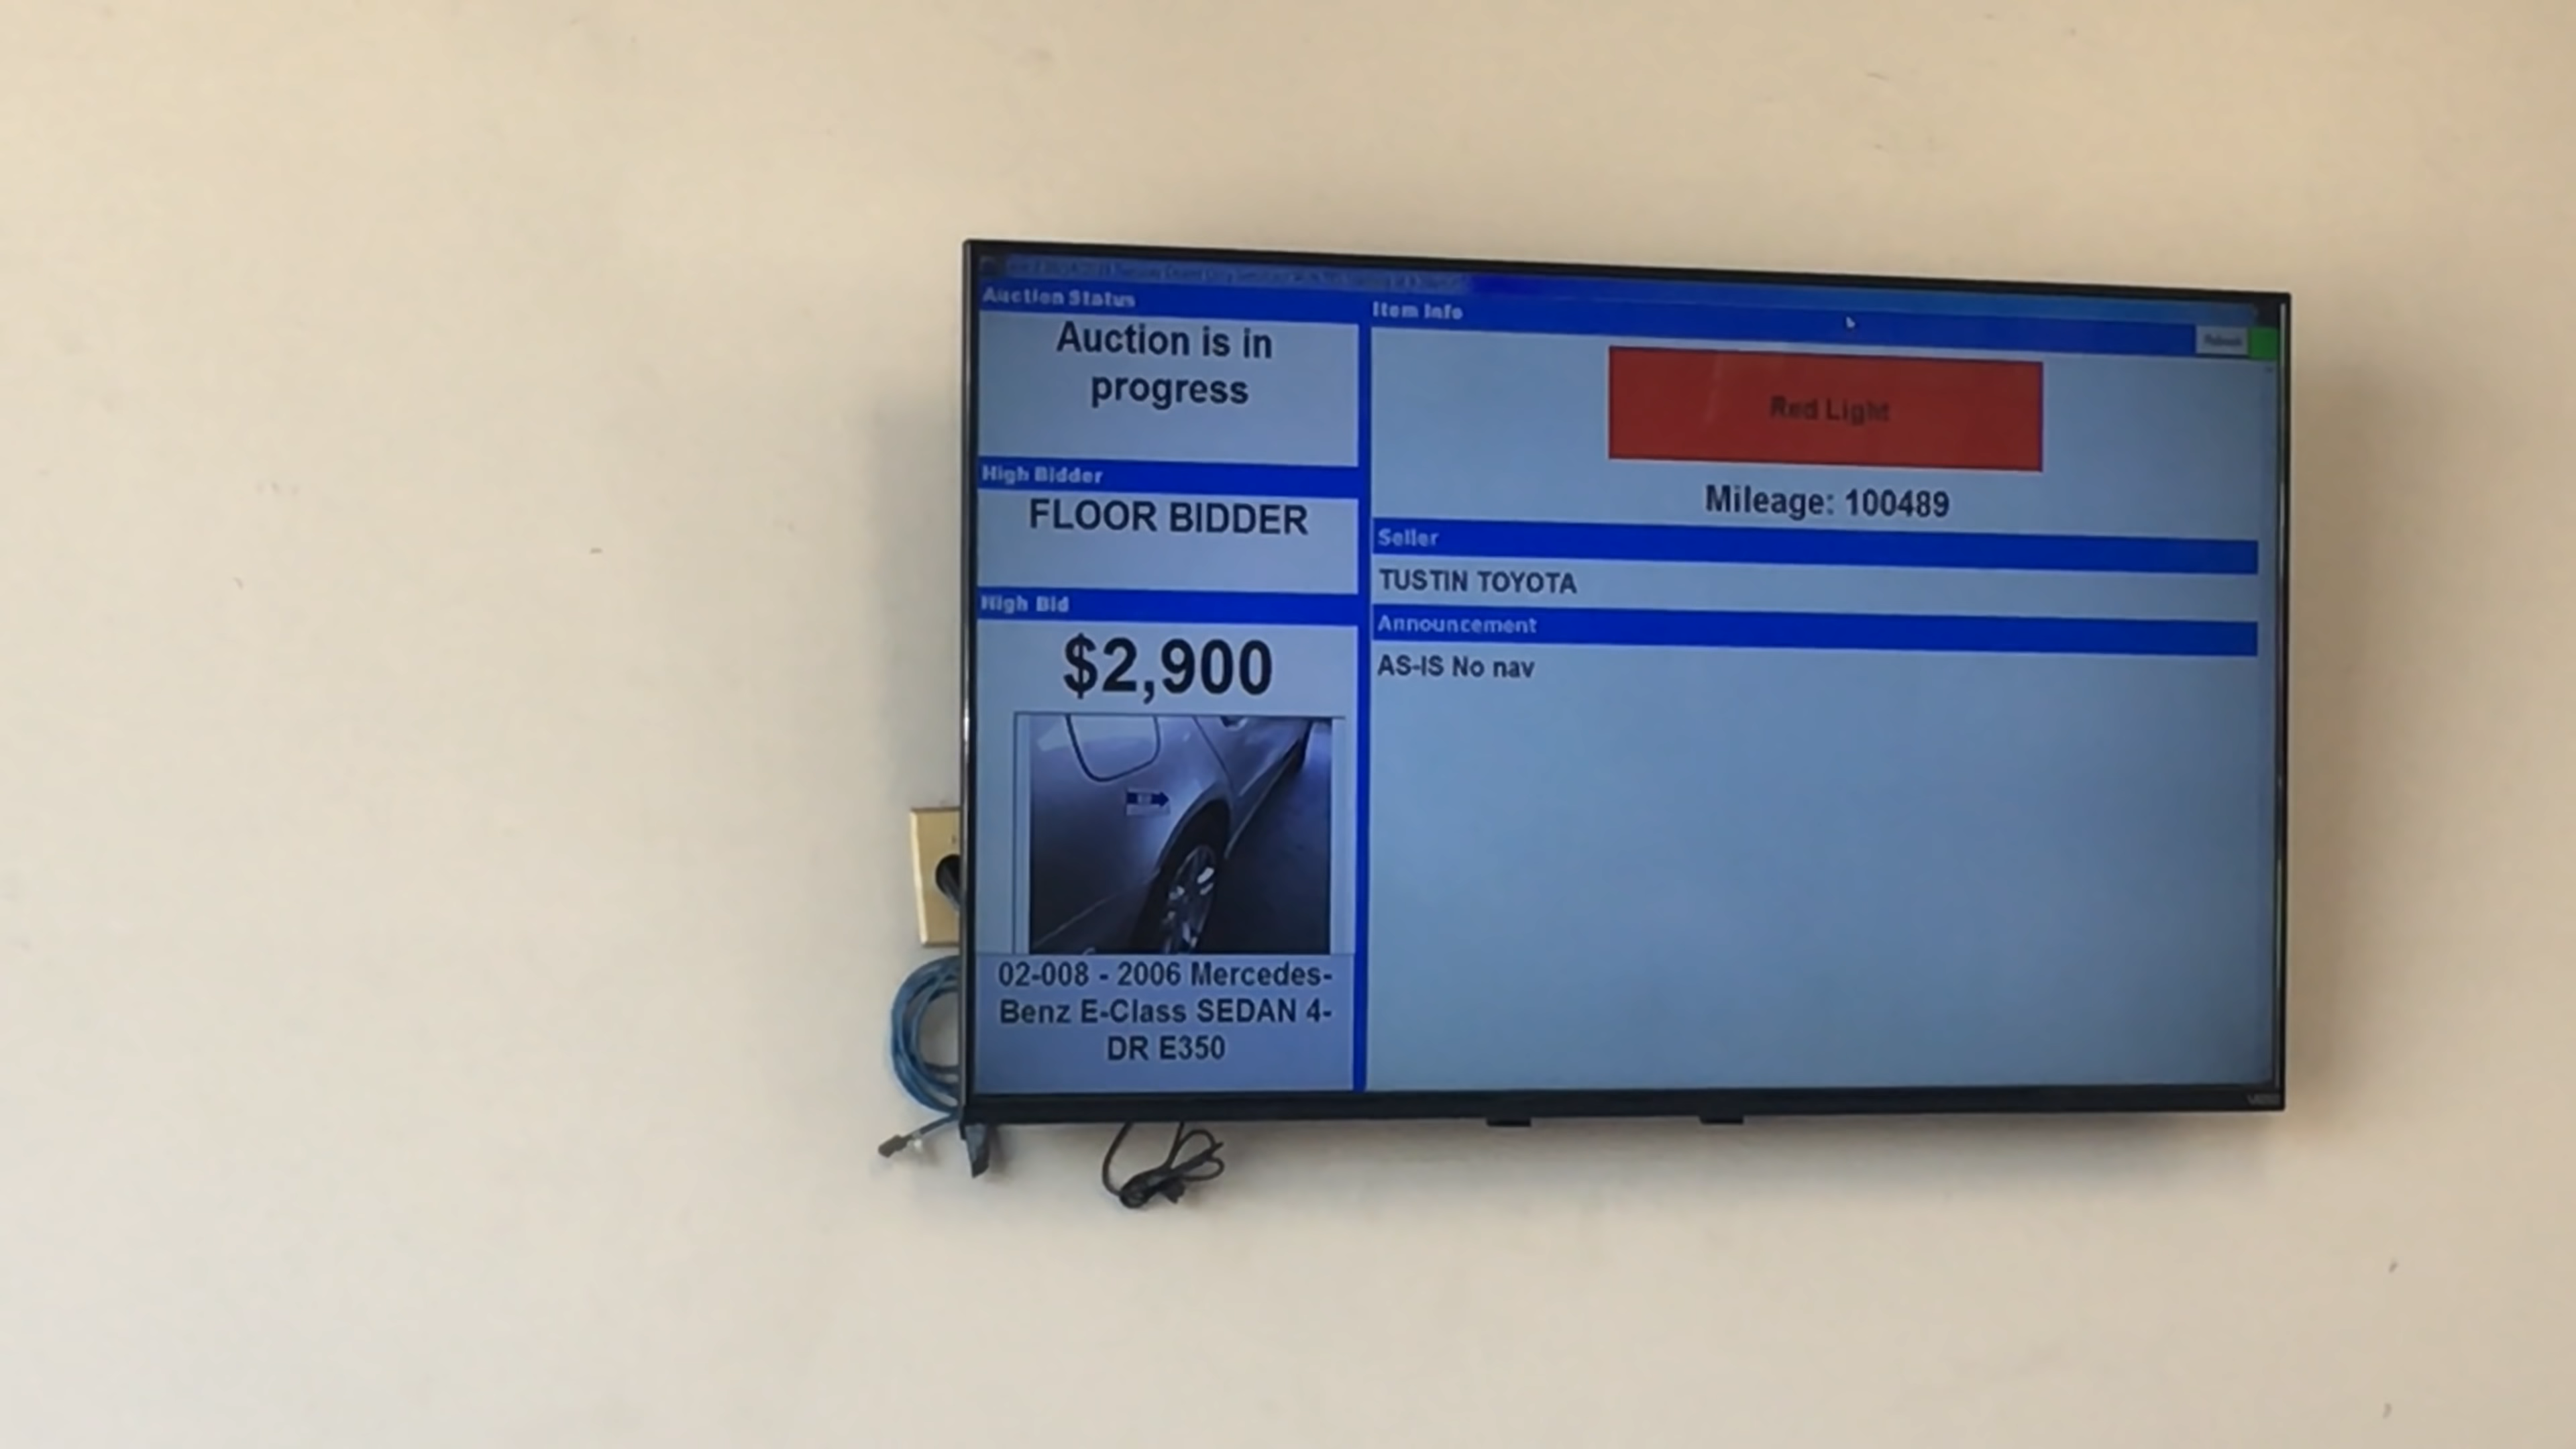 Auction Status
Auction is in
progress
High Bidder
FLOOR BIDDER
High Bid
$2,900
02-008 - 2006 Mercedes-
Benz E-Class SEDAN 4-
DR E350
Item Info
Red Light
Mileage: 100489
Seller
TUSTIN TOYOTA
Announcement
AS-IS No nav
VIZIO